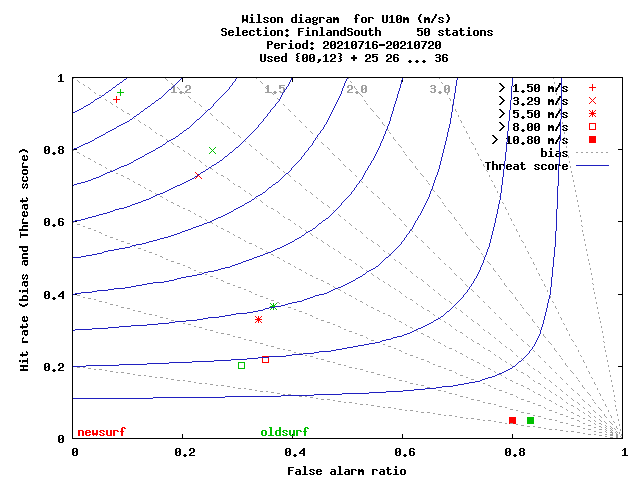 Wilson diagram for U10m (m/s)
Selection: FinlandSouth 50 stations
Period: 20210716-20210720
Used {00,12} + 25 26 ... 36
Hit rate (bias and Threat score)
1
0.8
0.6
0.4
0.2
0
1.2
1.5
2.0
3.0
> 1.50 m/s
> 3.29 m/s
> 5.50 m/s
> 8.00 m/s
> 10.80 m/s
bias
Threat score
newsurf
oldsurf
0
0.2
0.4
0.6
0.8
1
False alarm ratio